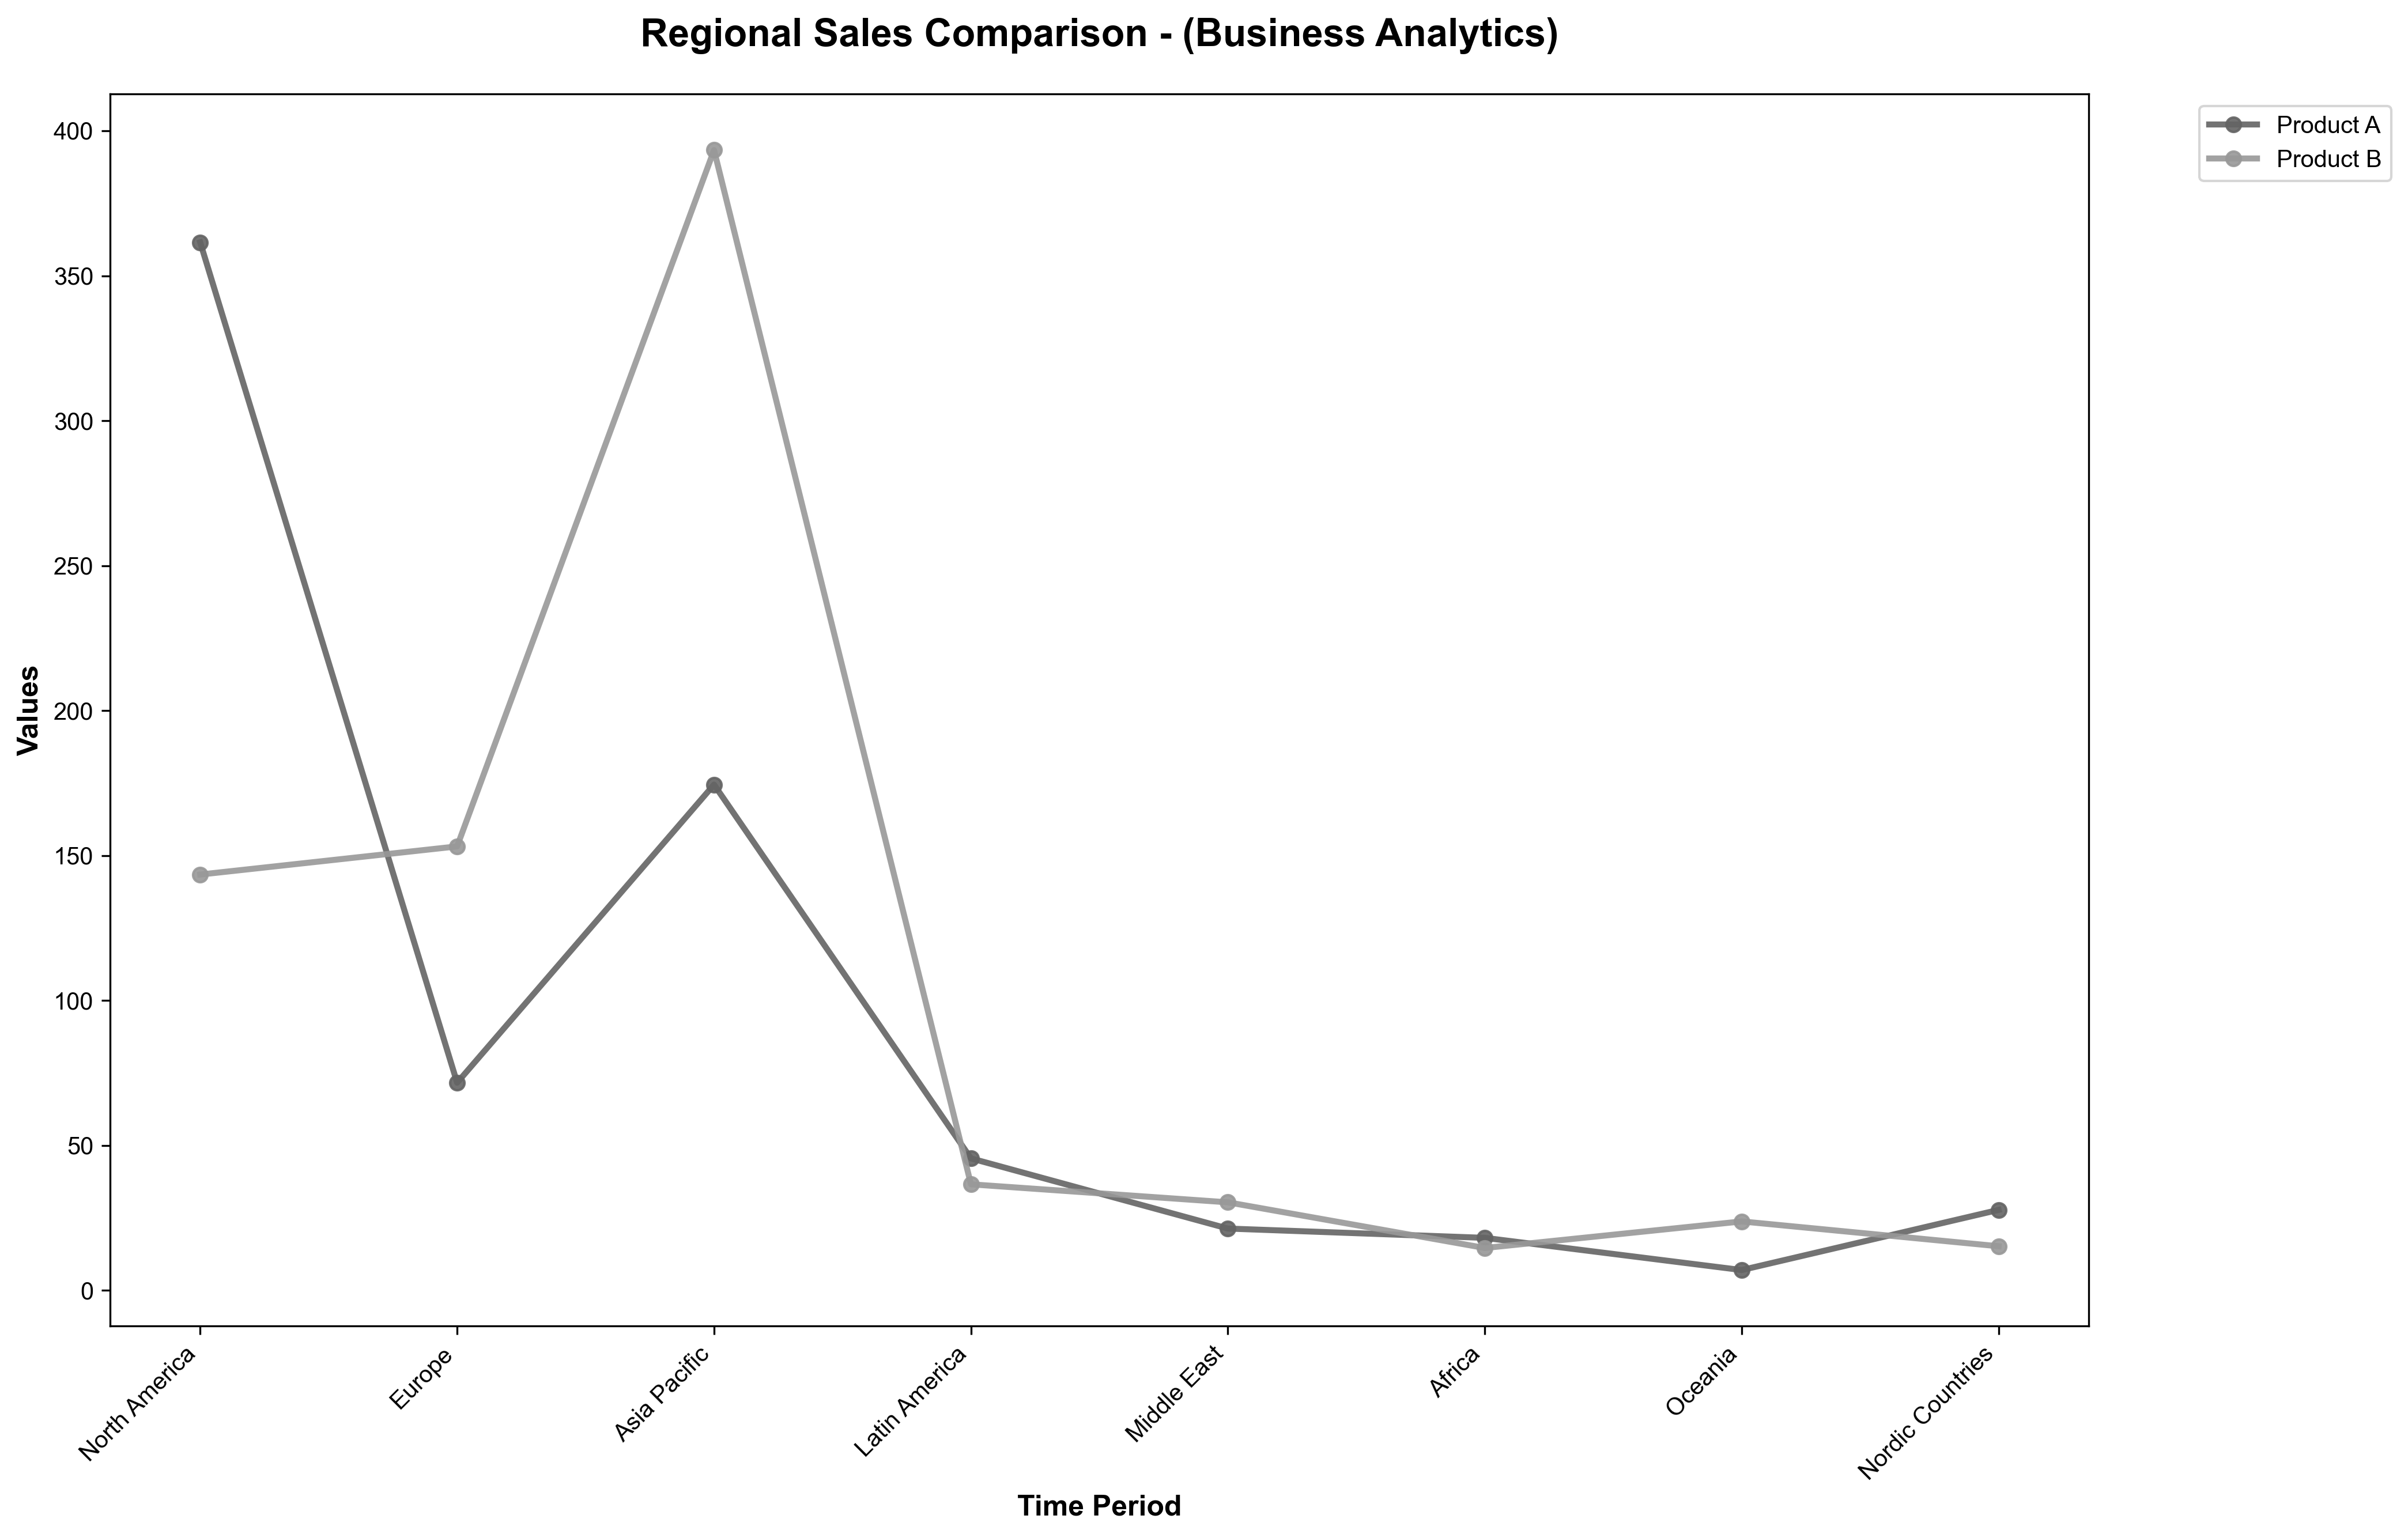 Regional Sales Comparison - (Business Analytics)
Product A
Product B
Values
400
350
300
250
200
150
100
50
0
North America
Europe
Asia Pacific
Latin America
Middle East
Africa
Oceania
Nordic Countries
Time Period